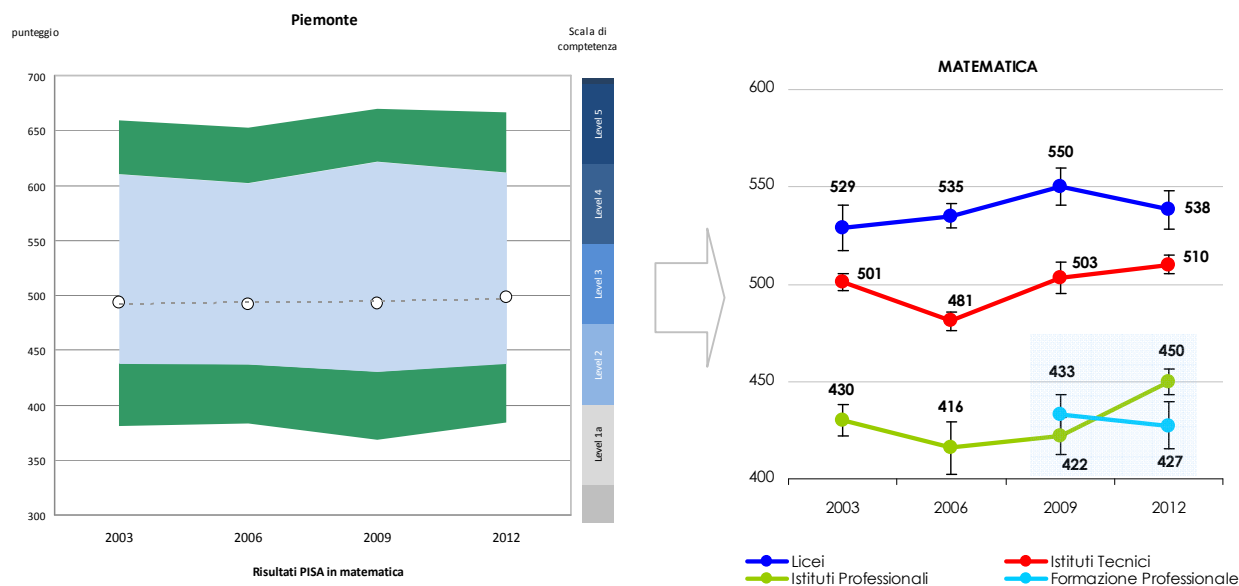 Piemonte
punteggio
Scala di
comptetenza
700
650
600
550
500
450
400
350
300
Level 5
Level 4
Level 3
Level 2
Level 1a
2003 2006 2009 2012
Risultati PISA in matematica
MATEMATICA
600
550
500
450
400
529
535
550
538
501
481
503
510
430
416
433
422
450
427
2003 2006 2009 2012
Licei
Istituti Tecnici
Istituti Professionali
Formazione Professionale